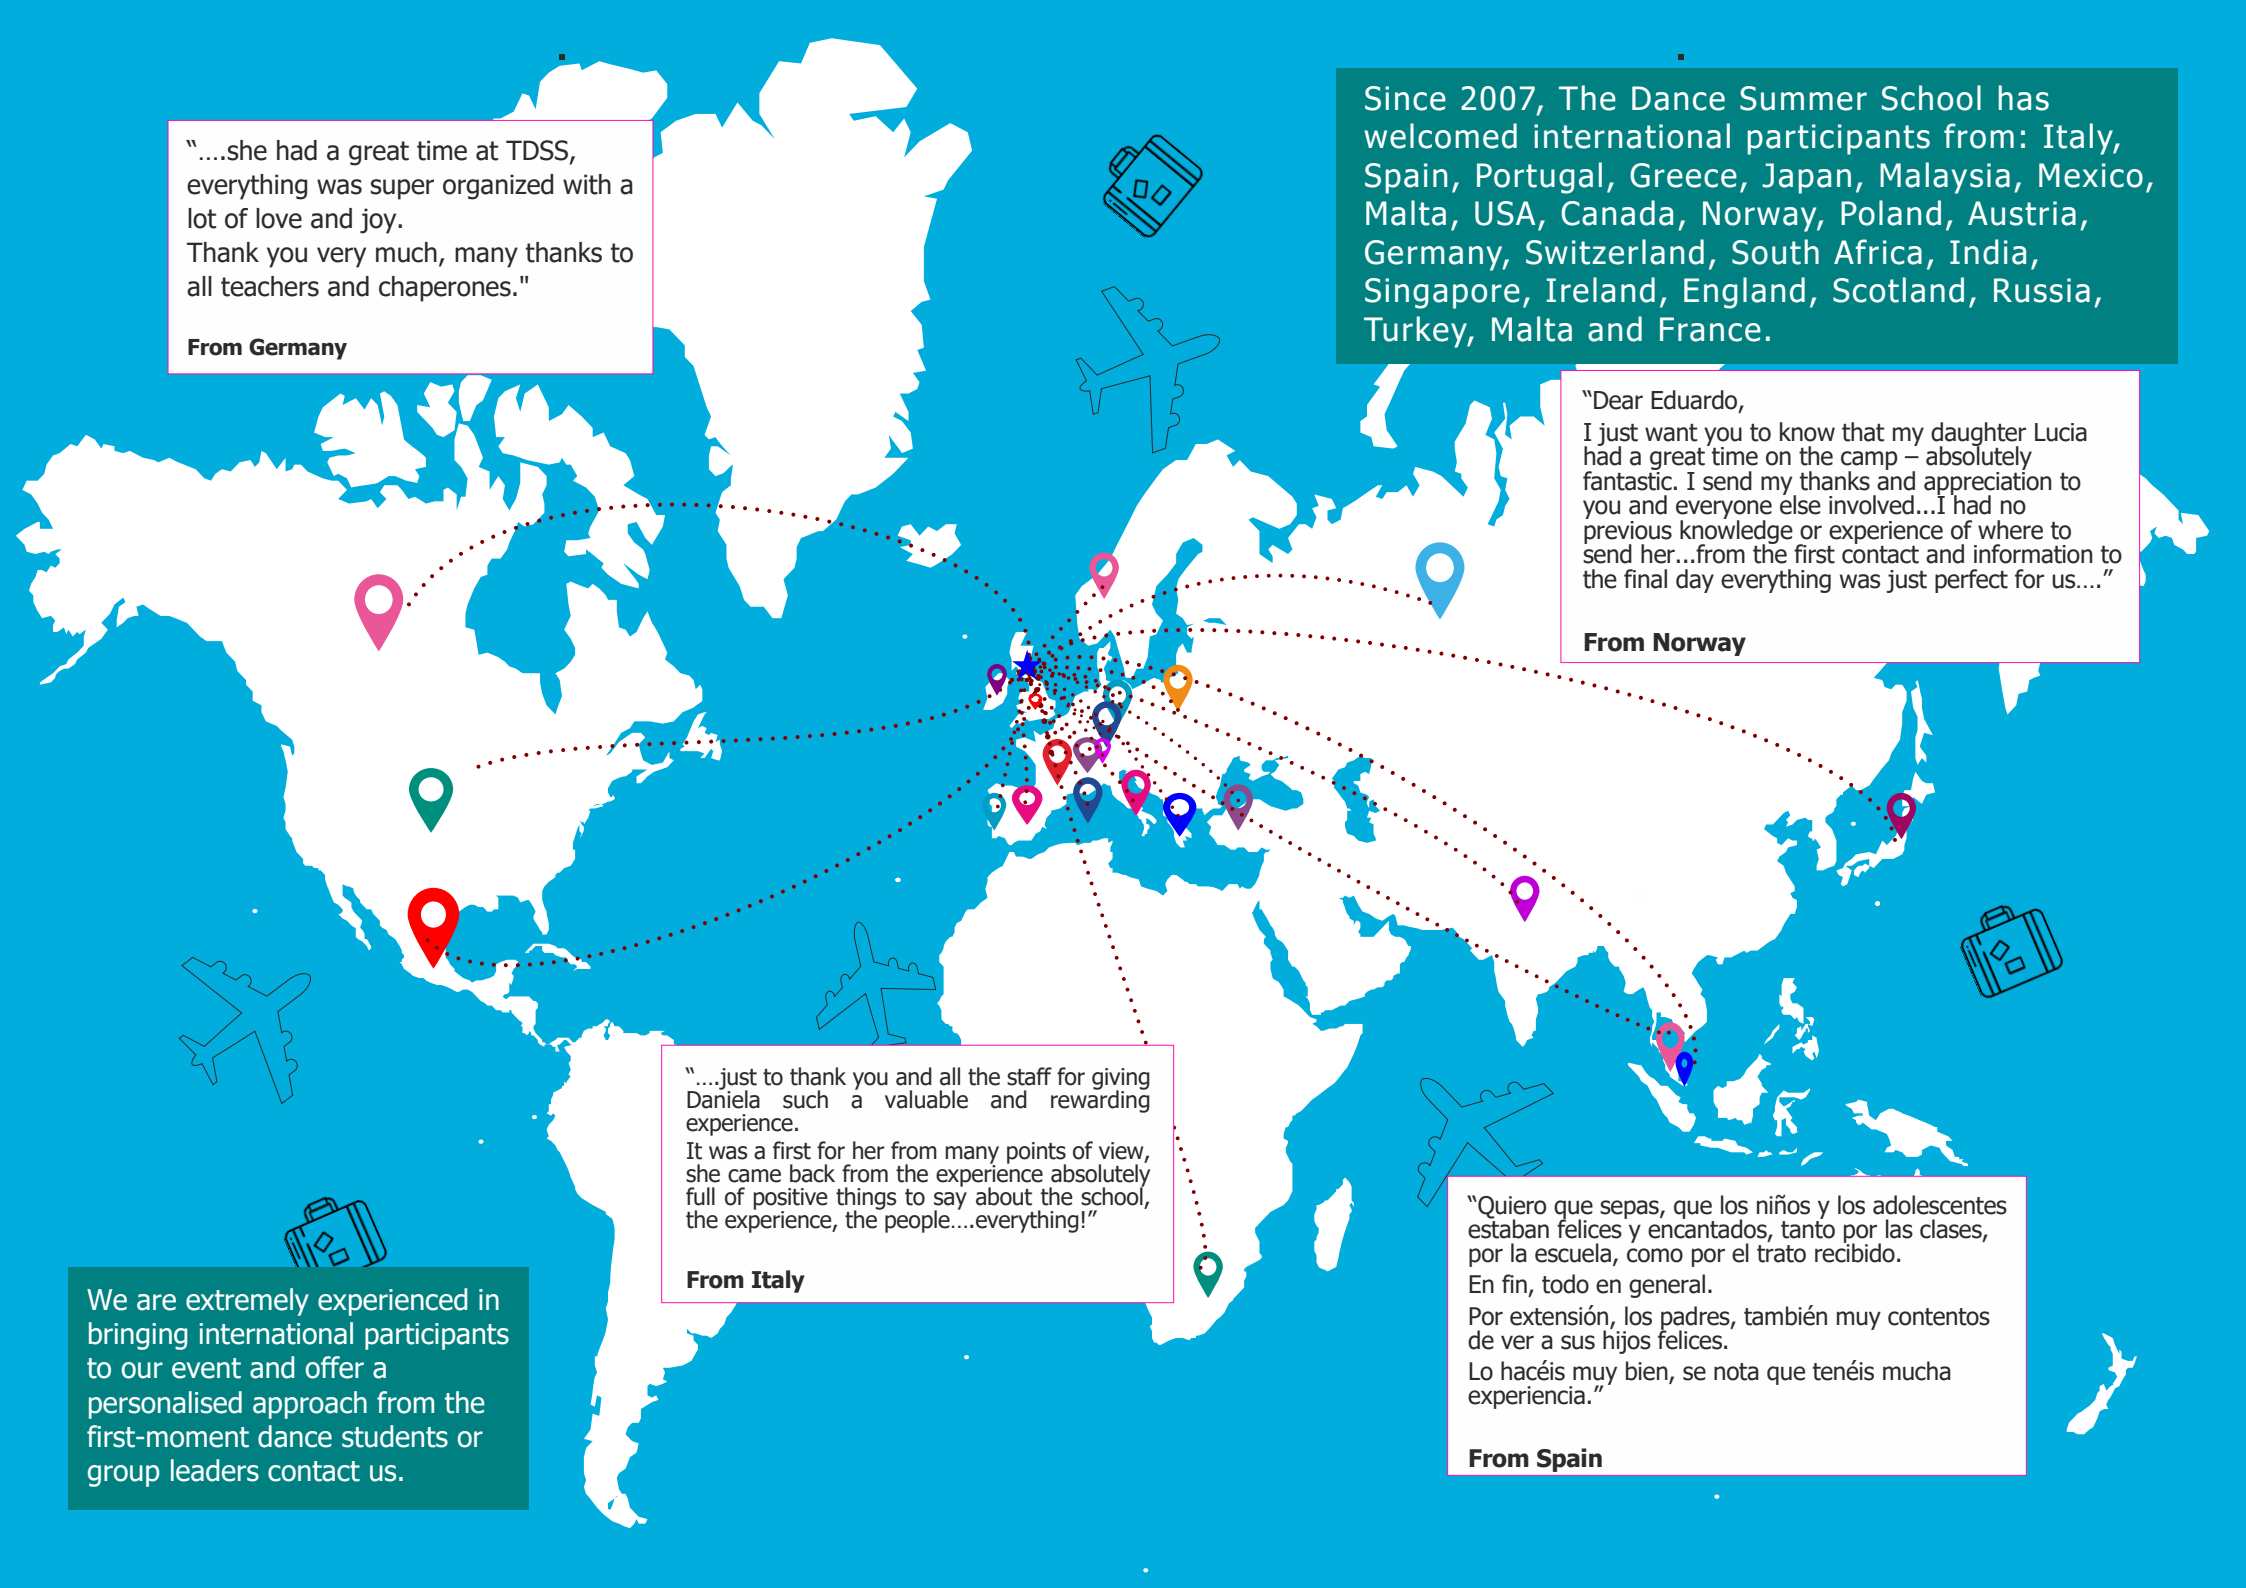 Since 2007, The Dance Summer School has
welcomed international participants from: Italy,
Spain, Portugal, Greece, Japan, Malaysia, Mexico,
Malta, USA, Canada, Norway, Poland, Austria,
Germany, Switzerland, South Africa, India,
Singapore, Ireland, England, Scotland, Russia,
Turkey, Malta and France.
“....she had a great time at TDSS,
everything was super organized with a
lot of love and joy.
Thank you very much, many thanks to
all teachers and chaperones."
From Germany
“Dear Eduardo,
I just want you to know that my daughter Lucia
had a great time on the camp – absolutely
fantastic. I send my thanks and appreciation to
you and everyone else involved...I had no
previous knowledge or experience of where to
send her...from the first contact and information to
the final day everything was just perfect for us....”
From Norway
“....just to thank you and all the staff for giving
Daniela such a valuable and rewarding
experience.
It was a first for her from many points of view,
she came back from the experience absolutely
full of positive things to say about the school,
the experience, the people....everything!”
From Italy
“Quiero que sepas, que los niños y los adolescentes
estaban felices y encantados, tanto por las clases,
por la escuela, como por el trato recibido.
En fin, todo en general.
Por extensión, los padres, también muy contentos
de ver a sus hijos felices.
Lo hacéis muy bien, se nota que tenéis mucha
experiencia.”
From Spain
We are extremely experienced in
bringing international participants
to our event and offer a
personalised approach from the
first-moment dance students or
group leaders contact us.